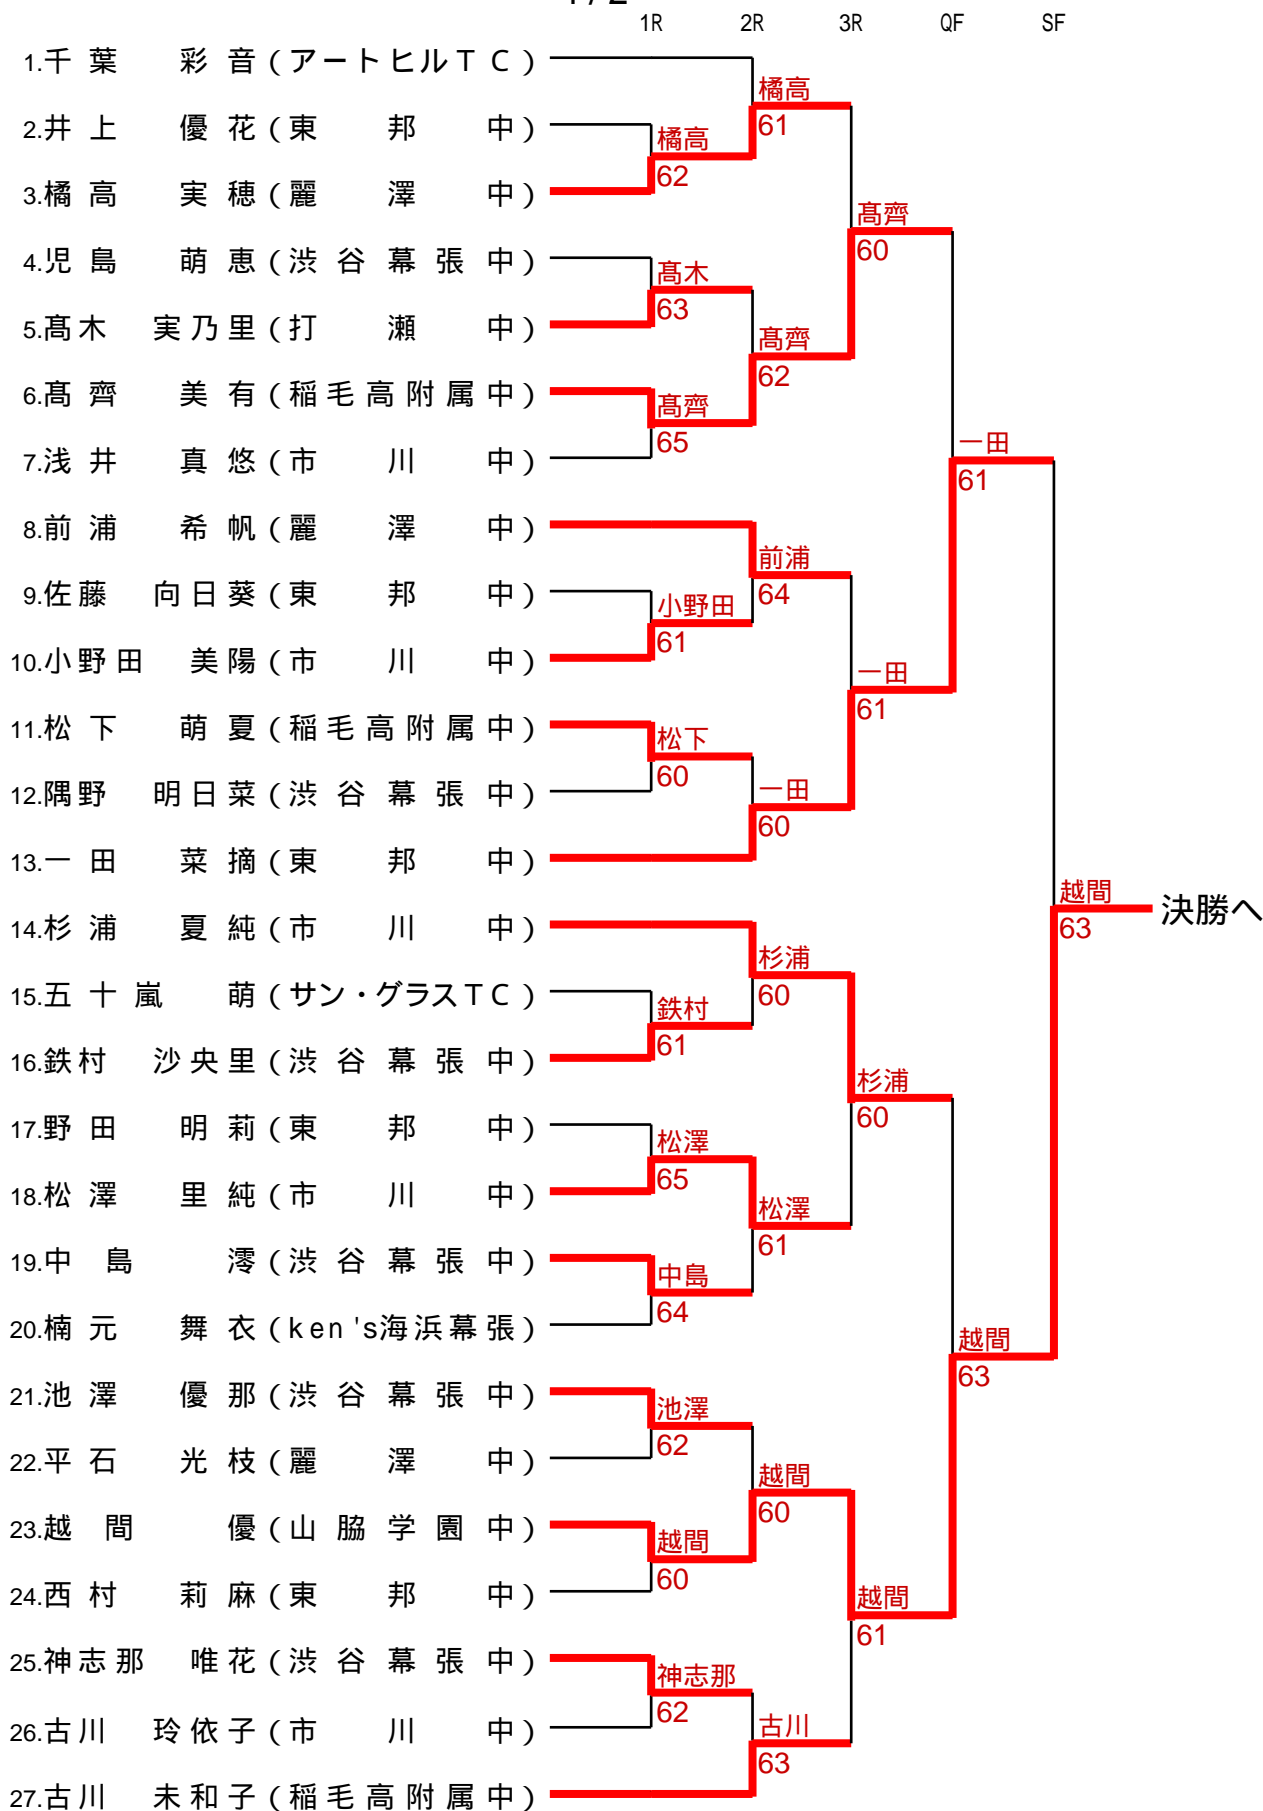 1R 2R 3R QF SF
1.千葉 彩音(アートヒルTC)
橘高
61
2.井上 優花(東邦中)
橘高
62
3.橘高 実穂(麗澤中)
髙齊
60
4.児島 萌恵(渋谷幕張中)
髙木
63
5.髙木 実乃里(打瀬中)
髙齊
62
6.髙齊 美有(稲毛高附属中)
髙齊
65
7.浅井 真悠(市川中)
一田
61
8.前浦 希帆(麗澤中)
前浦
64
9.佐藤 向日葵(東邦中)
小野田
61
10.小野田 美陽(市川中)
一田
61
11.松下 萌夏(稲毛高附属中)
松下
60
12.隅野 明日菜(渋谷幕張中)
一田
60
13.一田 菜摘(東邦中)
越間
63
決勝へ
14.杉浦 夏純(市川中)
杉浦
60
15.五十嵐 萌(サン・グラスTC)
鉄村
61
16.鉄村 沙央里(渋谷幕張中)
杉浦
60
17.野田 明莉(東邦中)
松澤
65
18.松澤 里純(市川中)
松澤
61
19.中島 澪(渋谷幕張中)
中島
64
20.楠元 舞衣(ken's海浜幕張)
越間
63
21.池澤 優那(渋谷幕張中)
池澤
62
22.平石 光枝(麗澤中)
越間
60
23.越間 優(山脇学園中)
越間
60
24.西村 莉麻(東邦中)
越間
61
25.神志那 唯花(渋谷幕張中)
神志那
62
26.古川 玲依子(市川中)
古川
63
27.古川 未和子(稲毛高附属中)